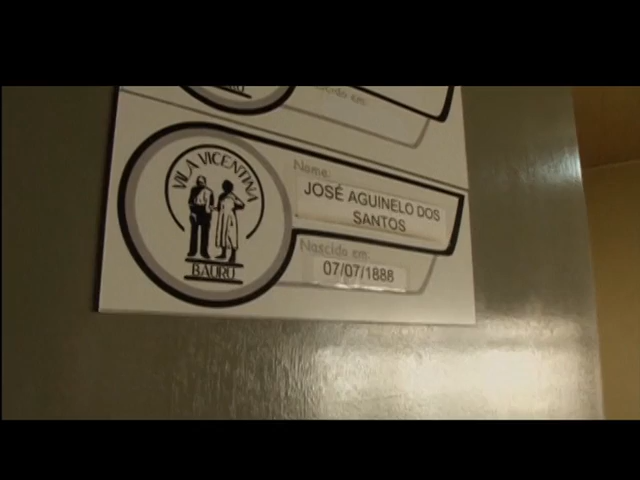 VILA VICENTINA
BAURU
Nome:
JOSÉ AGUINELO DOS
SANTOS
Nascido em:
07/07/1888